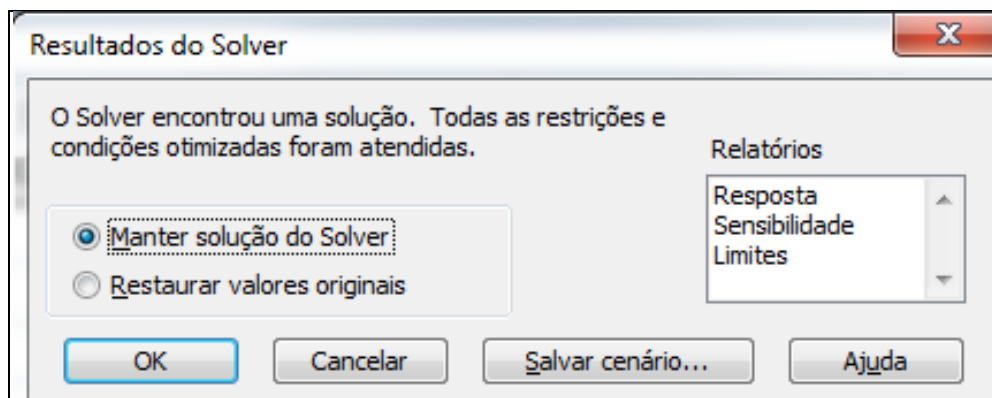 Resultados do Solver
O Solver encontrou uma solução. Todas as restrições e
condições otimizadas foram atendidas.
Relatórios
Resposta
Sensibilidade
Limites
Manter solução do Solver
Restaurar valores originais
OK
Cancelar
Salvar cenário...
Ajuda